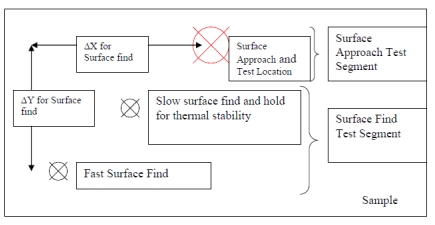 ΔX for
Surface find
Surface
Approach and
Test Location
Surface
Approach Test
Segment
ΔY for Surface
find
Slow surface find and hold
for thermal stability
Surface Find
Test Segment
Fast Surface Find
Sample